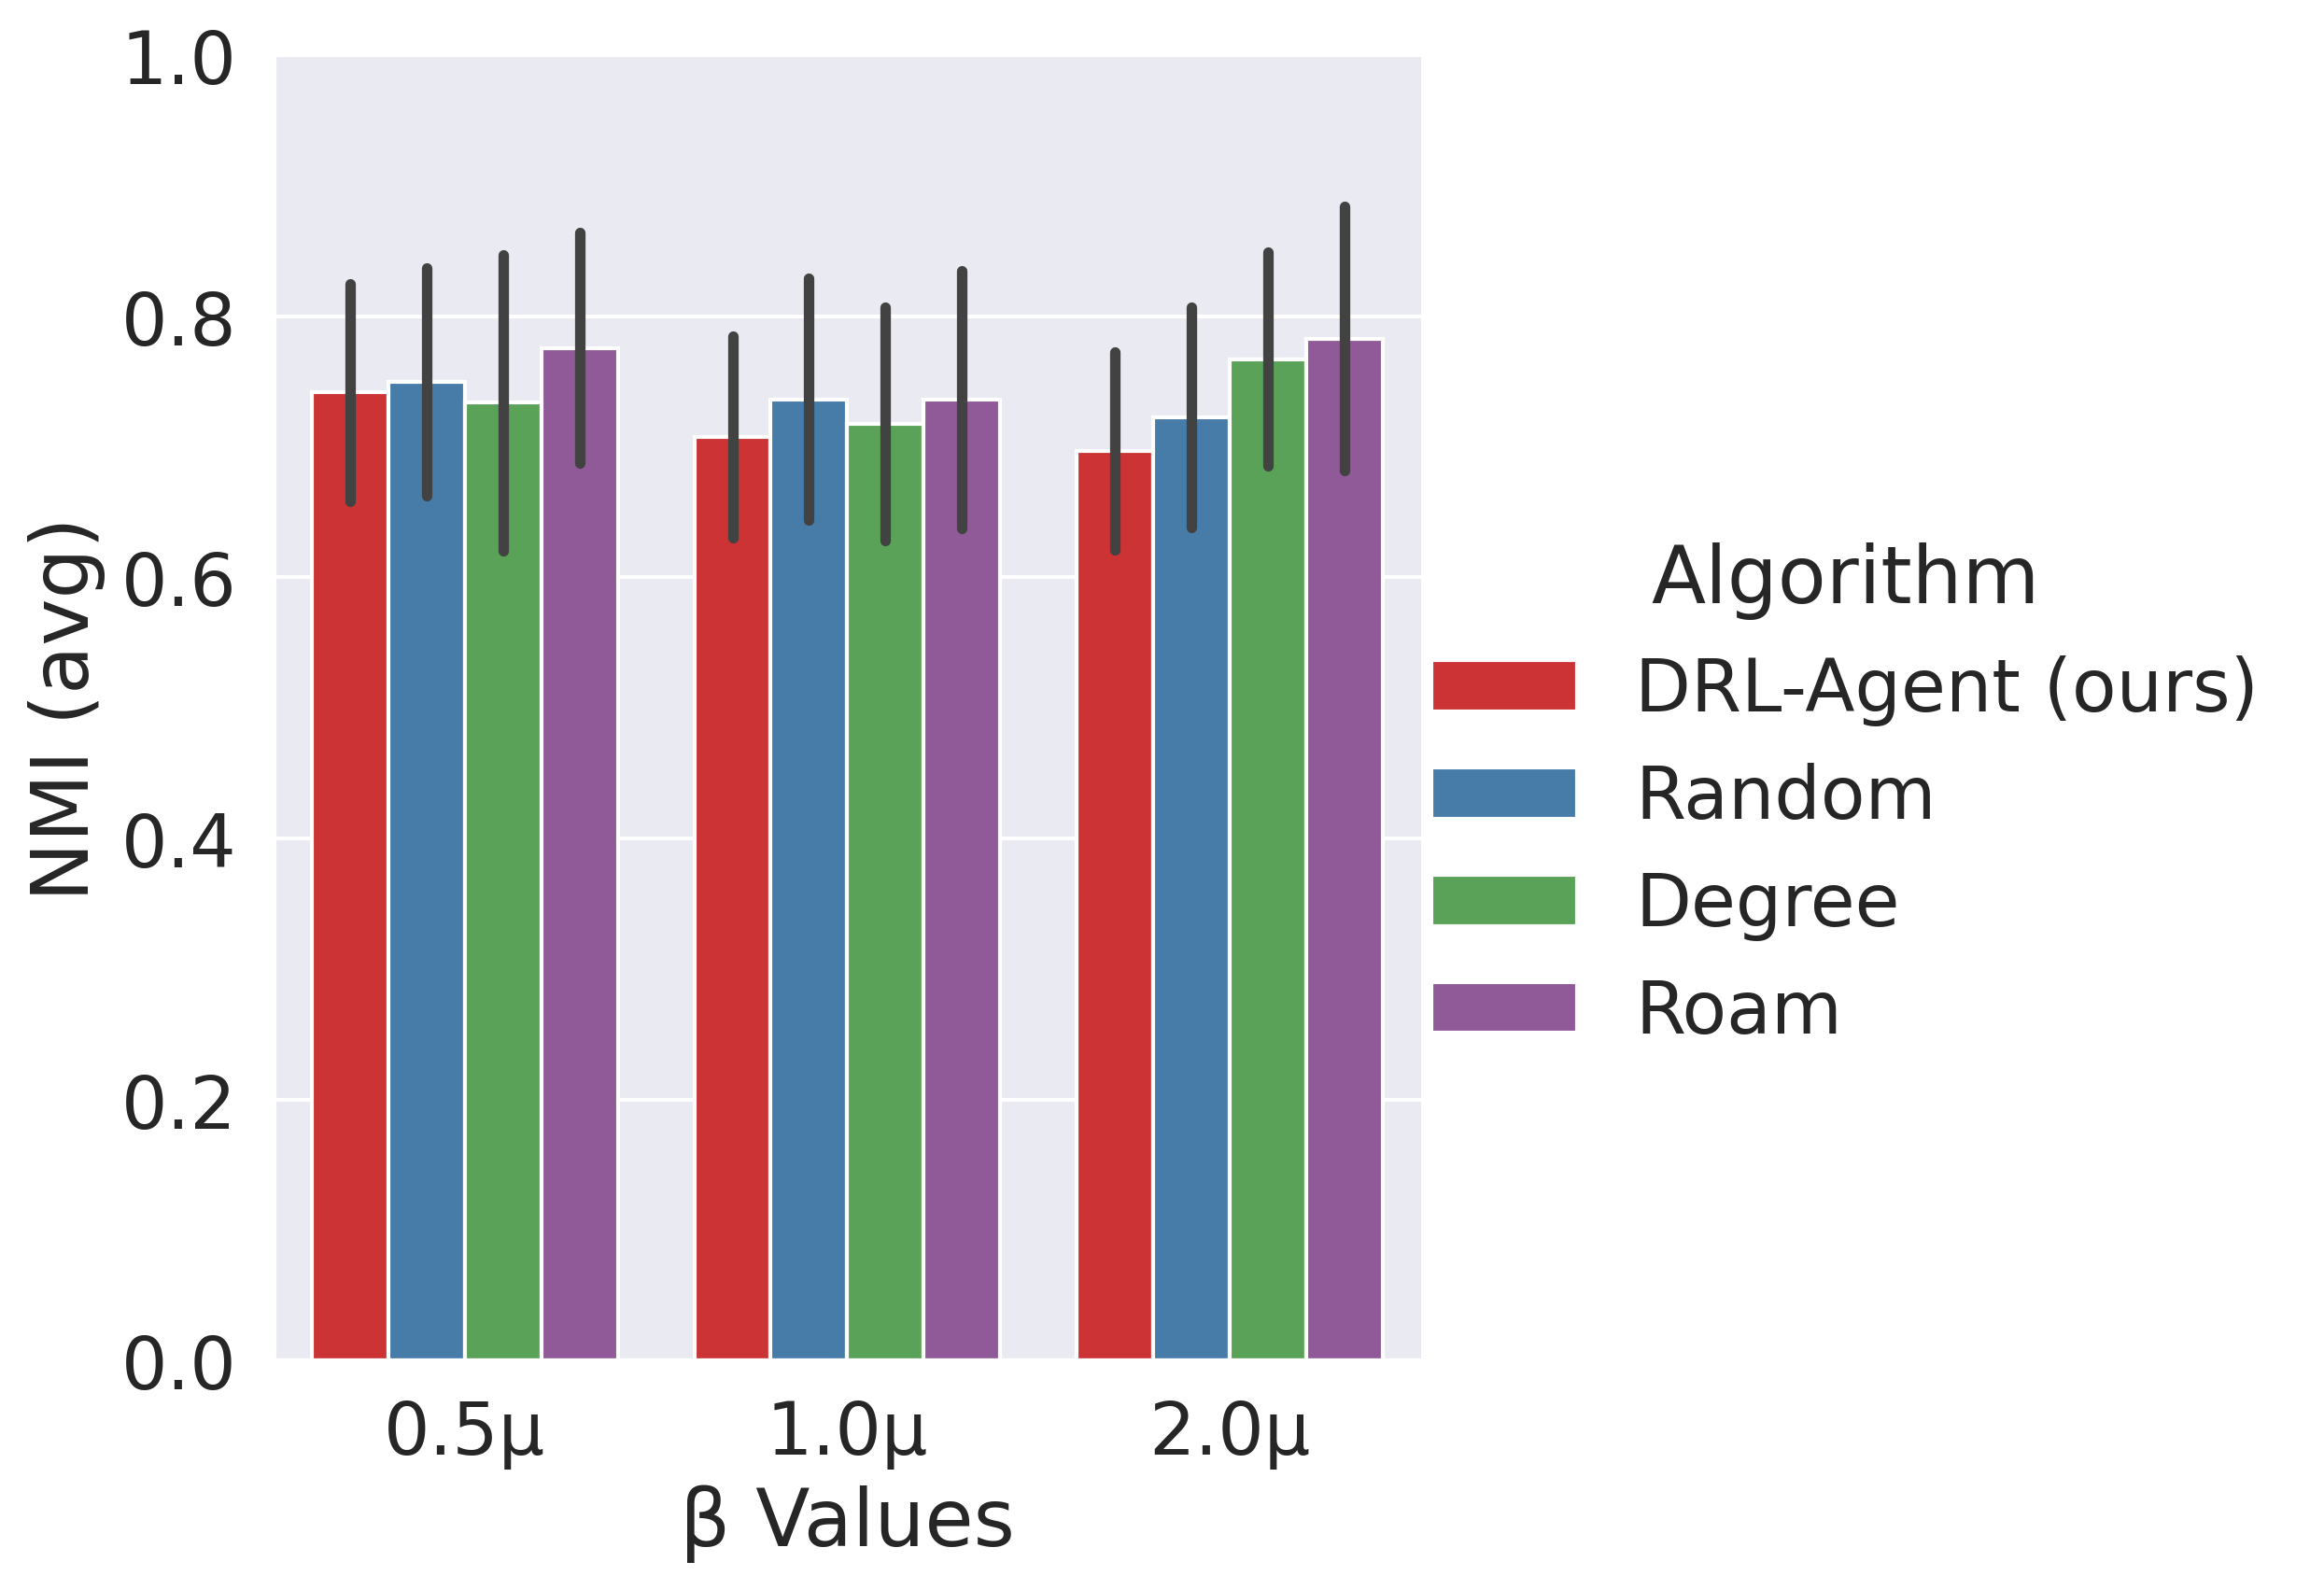 1.0
0.8
0.6
0.4
0.2
0.0
NMI (avg)
0.5μ 1.0μ 2.0μ
β Values
Algorithm
DRL-Agent (ours)
Random
Degree
Roam